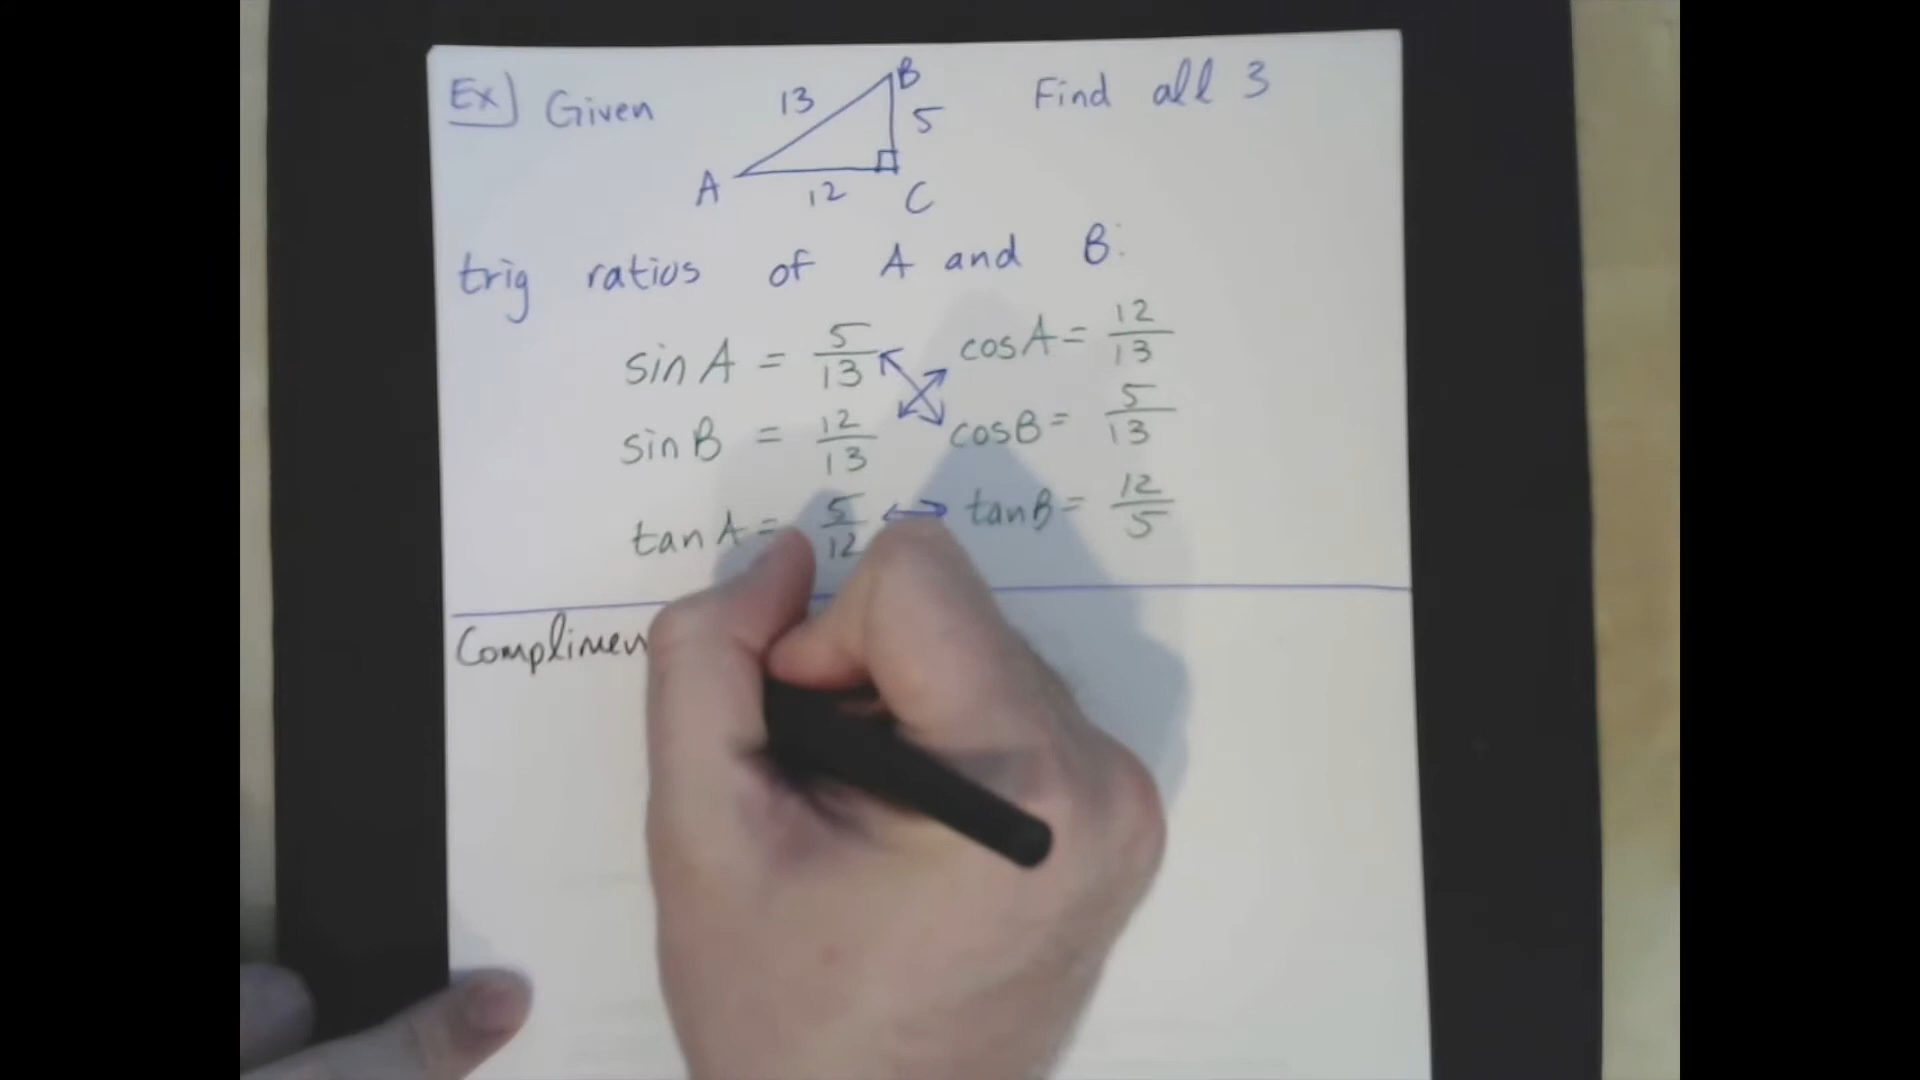 Ex Given Find all 3
13 B 5
A 12 C
trig ratios of A and B:
sin A = 5/13 cos A = 12/13
sin B = 12/13 cos B = 5/13
tan A = 5/12 tan B = 12/5
Complimen